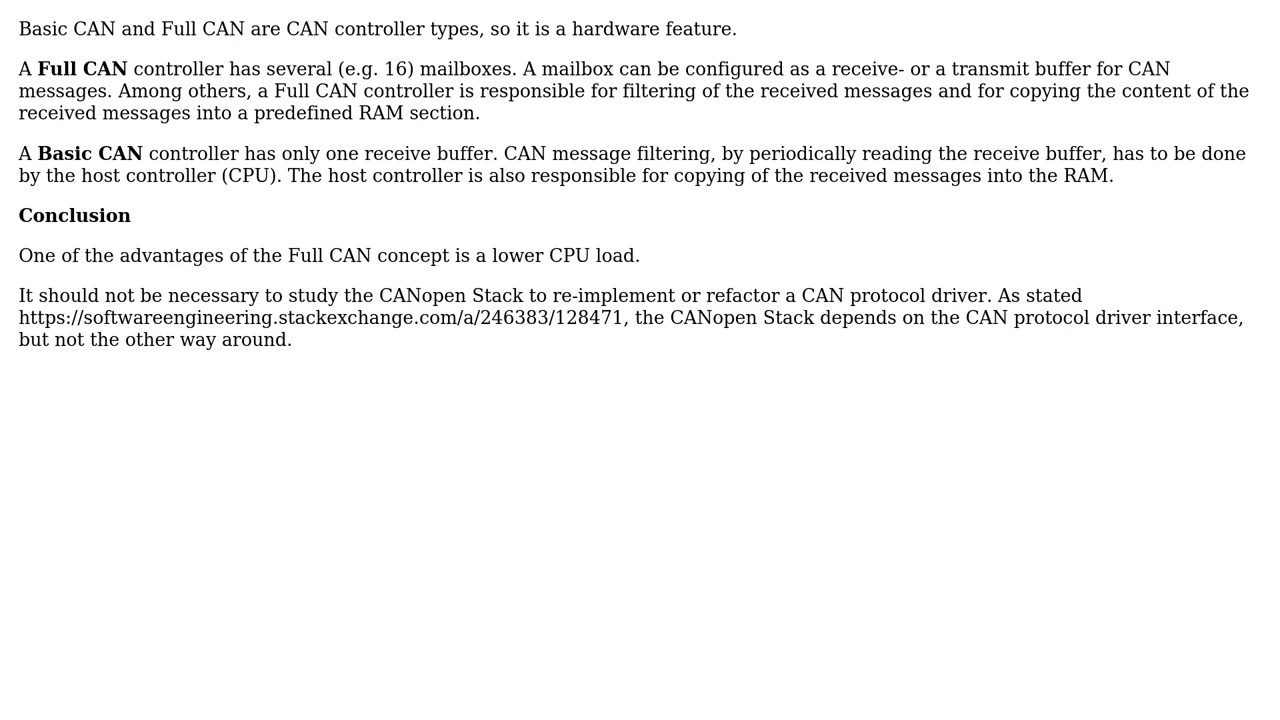 Basic CAN and Full CAN are CAN controller types, so it is a hardware feature.
A Full CAN controller has several (e.g. 16) mailboxes. A mailbox can be configured as a receive- or a transmit buffer for CAN
messages. Among others, a Full CAN controller is responsible for filtering of the received messages and for copying the content of the
received messages into a predefined RAM section.
A Basic CAN controller has only one receive buffer. CAN message filtering, by periodically reading the receive buffer, has to be done
by the host controller (CPU). The host controller is also responsible for copying of the received messages into the RAM.
Conclusion
One of the advantages of the Full CAN concept is a lower CPU load.
It should not be necessary to study the CANopen Stack to re-implement or refactor a CAN protocol driver. As stated
https://softwareengineering.stackexchange.com/a/246383/128471, the CANopen Stack depends on the CAN protocol driver interface,
but not the other way around.